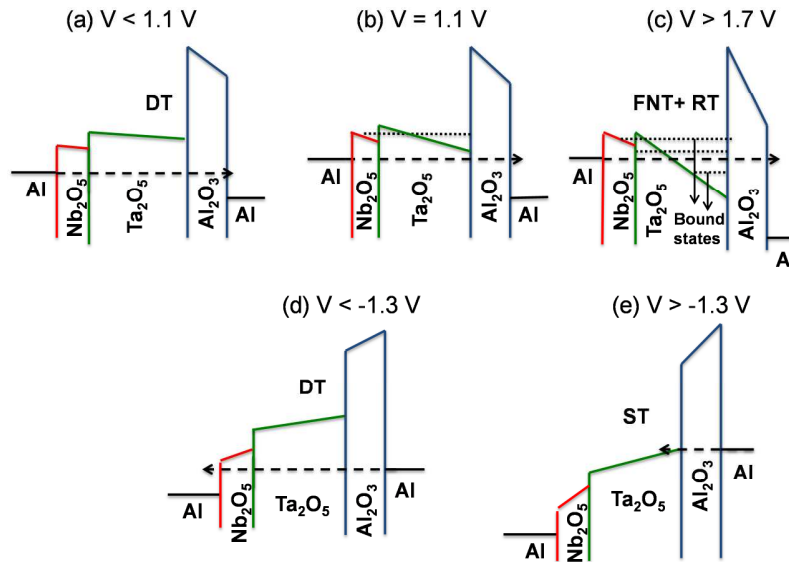 (a) V < 1.1 V
(b) V = 1.1 V
(c) V > 1.7 V
DT
FNT+ RT
Al
Nb₂O₅
Ta₂O₅
Al₂O₃
Al
Al
Nb₂O₅
Ta₂O₅
Al₂O₃
Al
Al
Nb₂O₅
Ta₂O₅
Bound
states
Al₂O₃
A
(d) V < -1.3 V
(e) V > -1.3 V
DT
ST
Al
Nb₂O₅
Ta₂O₅
Al₂O₃
Al
Al
Nb₂O₅
Ta₂O₅
Al₂O₃
Al